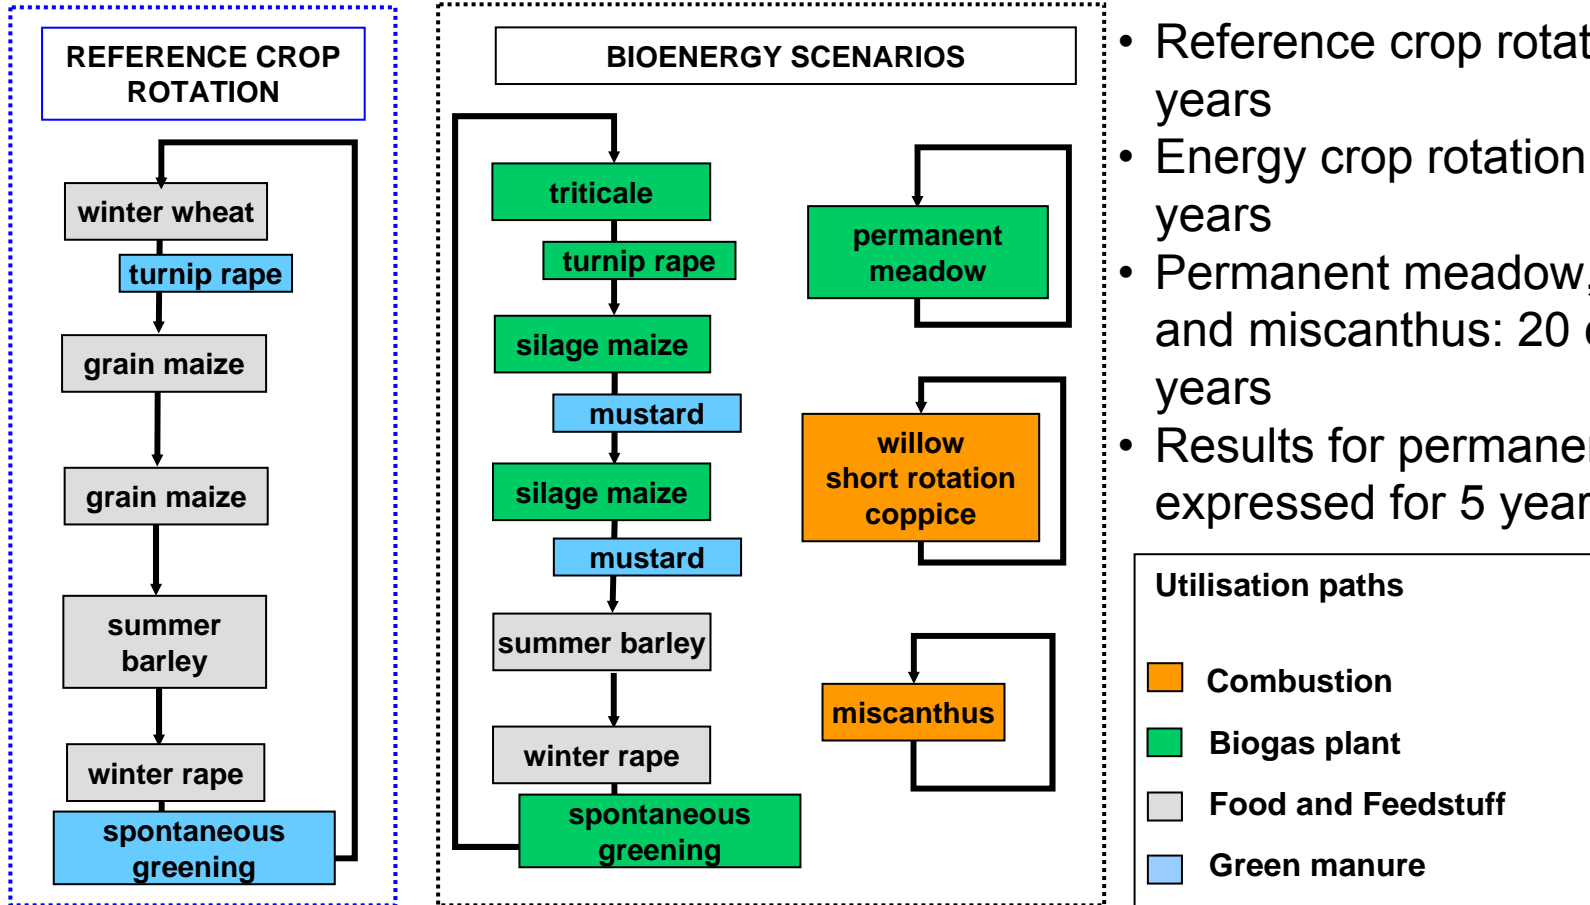 REFERENCE CROP
ROTATION
winter wheat
turnip rape
grain maize
grain maize
summer
barley
winter rape
spontaneous
greening
BIOENERGY SCENARIOS
triticale
turnip rape
silage maize
mustard
silage maize
mustard
summer barley
winter rape
spontaneous
greening
permanent
meadow
willow
short rotation
coppice
miscanthus
• Reference crop
years
• Energy crop rotation
years
• Permanent meadow,
and miscanthus: 20
years
• Results for
expressed for 5
Utilisation paths
Combustion
Biogas plant
Food and Feedstuff
Green manure